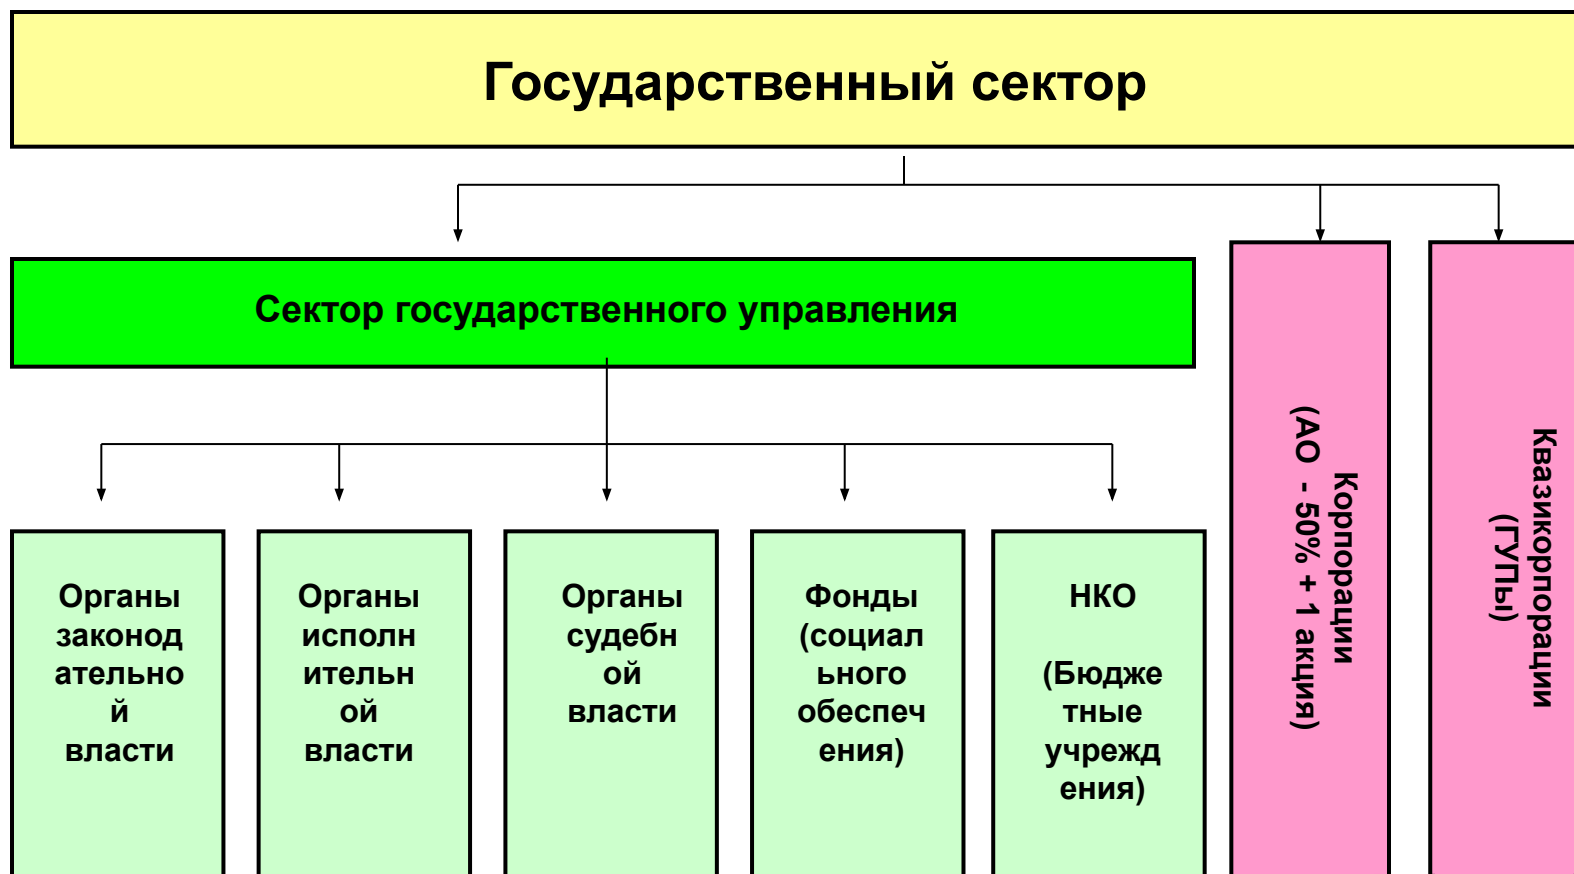 Государственный сектор
Сектор государственного управления
Органы
законод
ательно
й
власти
Органы
исполн
ительн
ой
власти
Органы
судебн
ой
власти
Фонды
(социал
ьного
обеспеч
ения)
НКО
(Бюдже
тные
учрежд
ения)
Корпорации
(АО - 50% + 1 акция)
Квазикорпорации
(ГУПы)